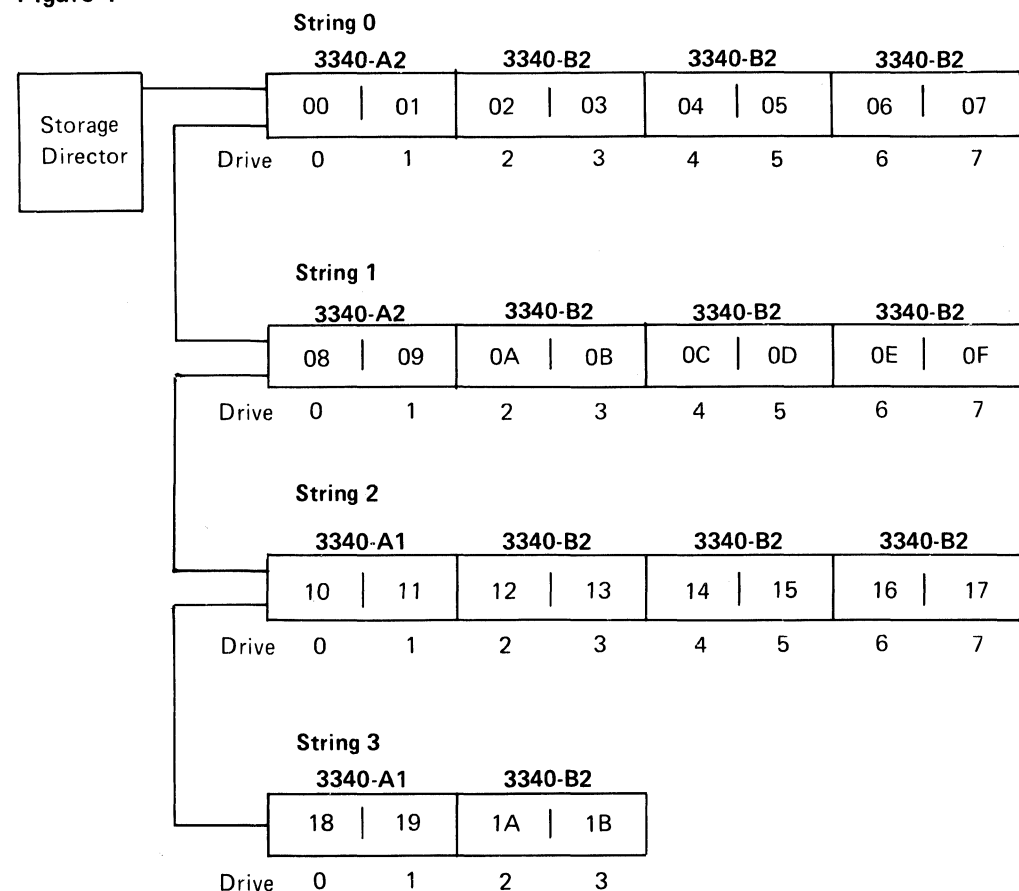 String 0
3340-A2 3340-B2 3340-B2 3340-B2
Storage
Director
00 | 01 02 | 03 04 | 05 06 | 07
Drive 0 1 2 3 4 5 6 7
String 1
3340-A2 3340-B2 3340-B2 3340-B2
08 | 09 0A | 0B 0C | 0D 0E | 0F
Drive 0 1 2 3 4 5 6 7
String 2
3340-A1 3340-B2 3340-B2 3340-B2
10 | 11 12 | 13 14 | 15 16 | 17
Drive 0 1 2 3 4 5 6 7
String 3
3340-A1 3340-B2
18 | 19 1A | 1B
Drive 0 1 2 3